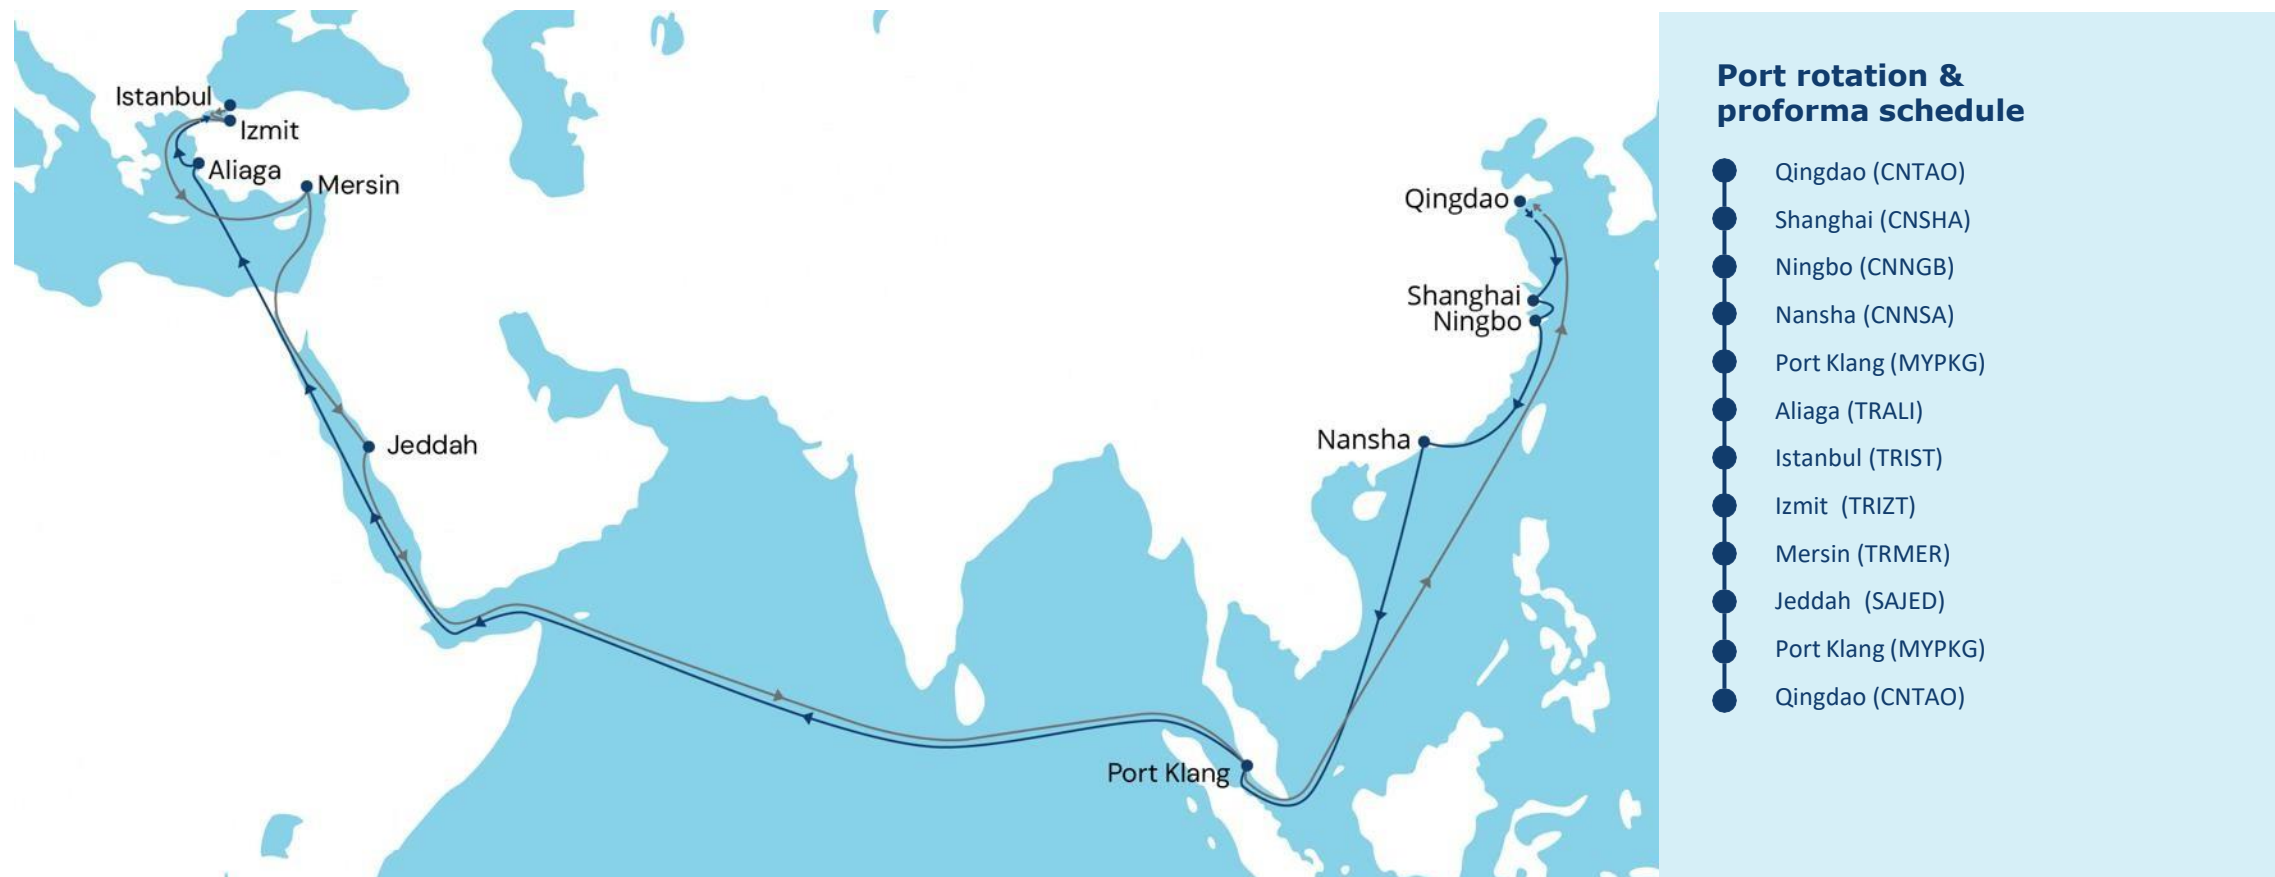 Istanbul
Izmit
Aliaga
Mersin
Jeddah
Qingdao
Shanghai
Ningbo
Nansha
Port Klang
Port rotation &
proforma schedule
Qingdao (CNTAO)
Shanghai (CNSHA)
Ningbo (CNNGB)
Nansha (CNNSA)
Port Klang (MYPKG)
Aliaga (TRALI)
Istanbul (TRIST)
Izmit (TRIZT)
Mersin (TRMER)
Jeddah (SAJED)
Port Klang (MYPKG)
Qingdao (CNTAO)